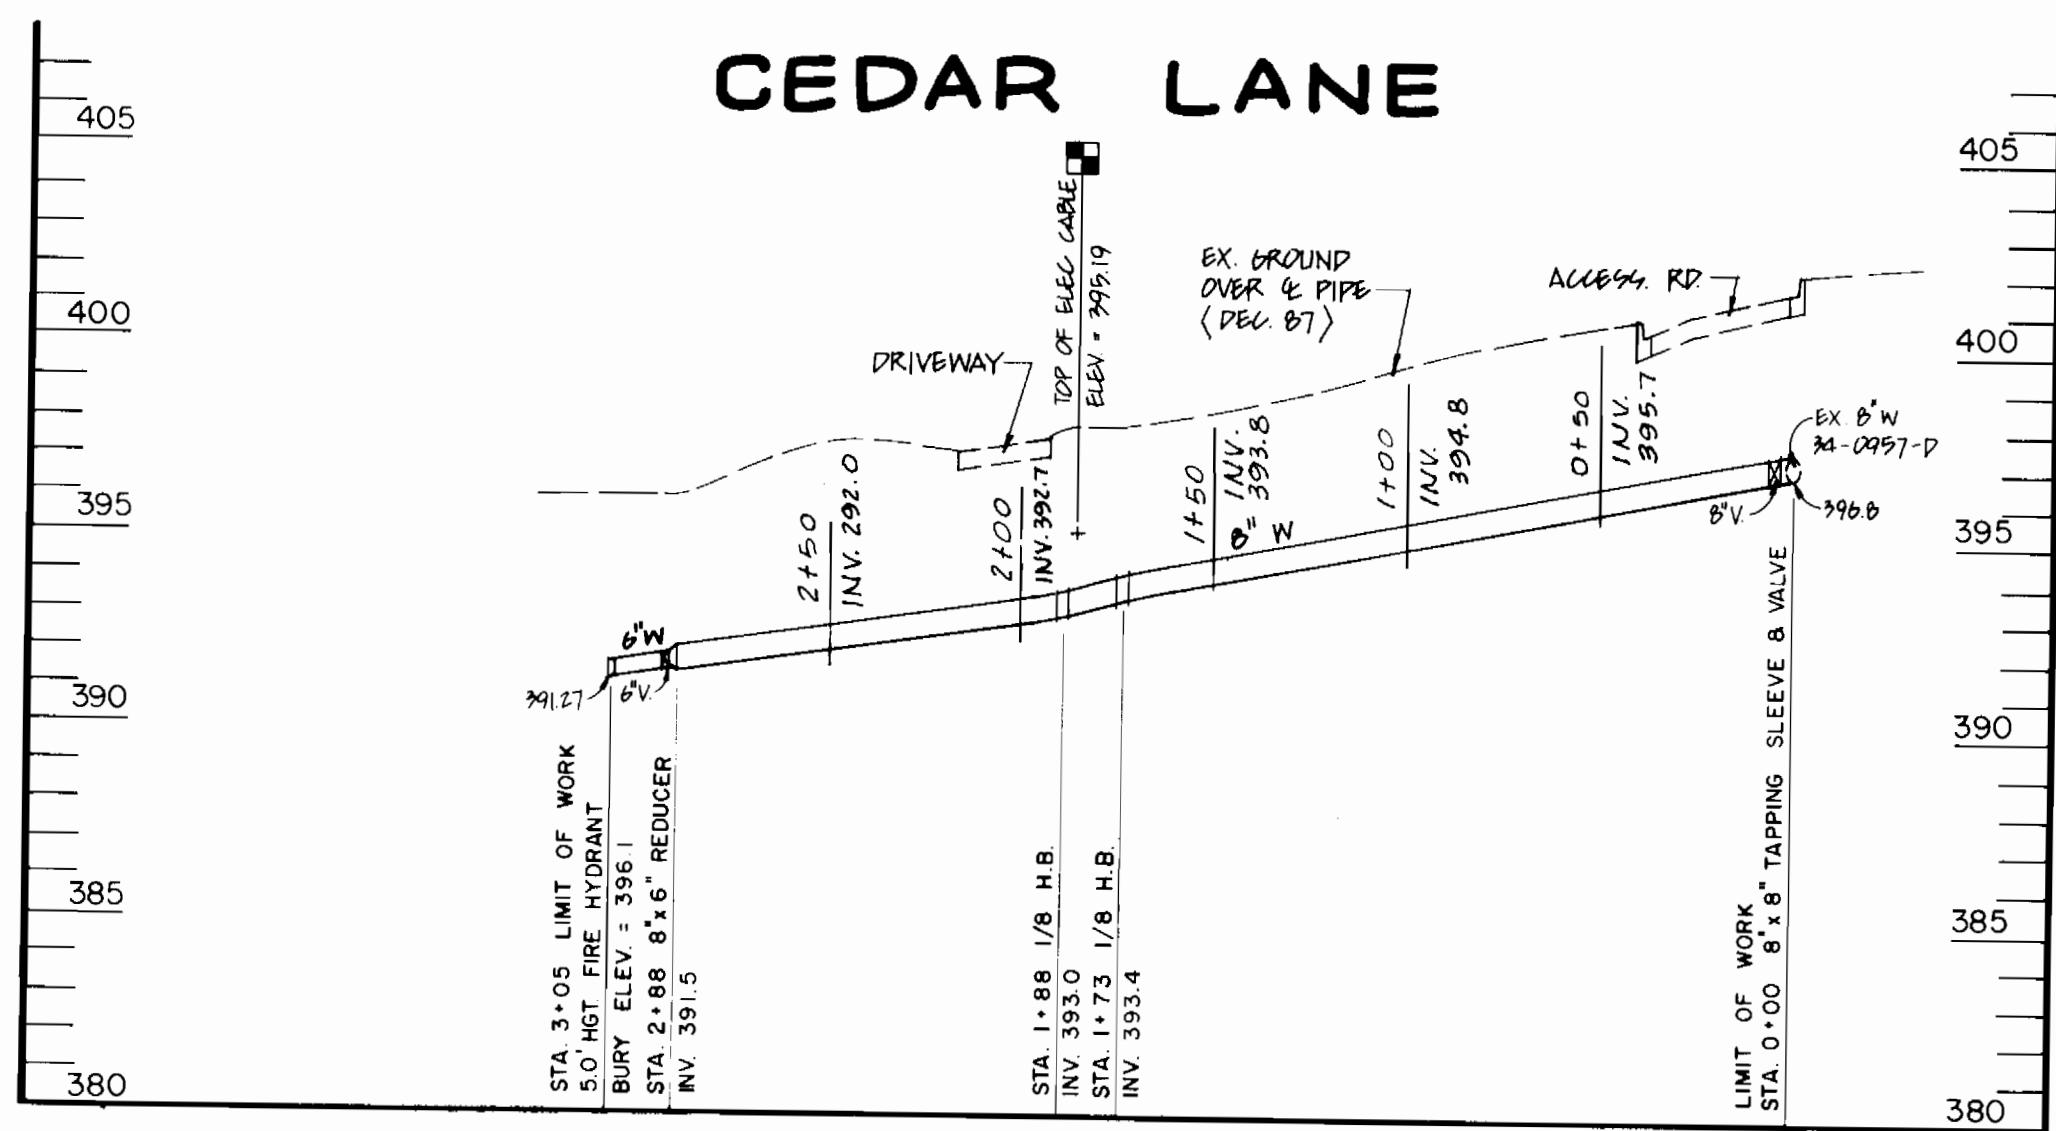 CEDAR LANE
405
400
395
390
385
380
405
400
395
390
385
380
TOP OF ELEC CABLE
ELEV. = 395.19
EX. GROUND
OVER ℄ PIPE
(DEC. 87)
ACCESS. RD.
DRIVEWAY
EX. 8" W
34-0957-D
396.8
8" V.
0+50
INV.
395.7
1+00
INV.
394.8
1+50
INV.
393.8
8" W
2+00
INV. 392.7
2+50
INV. 292.0
6" W
6" V.
391.27
STA. 3+05 LIMIT OF WORK
5.0' HGT. FIRE HYDRANT
BURY ELEV. = 396.1
STA. 2+88 8"x6" REDUCER
INV. 391.5
STA. 1+88 1/8 H.B.
INV. 393.0
STA. 1+73 1/8 H.B.
INV. 393.4
LIMIT OF WORK
STA. 0+00 8"x8" TAPPING SLEEVE & VALVE